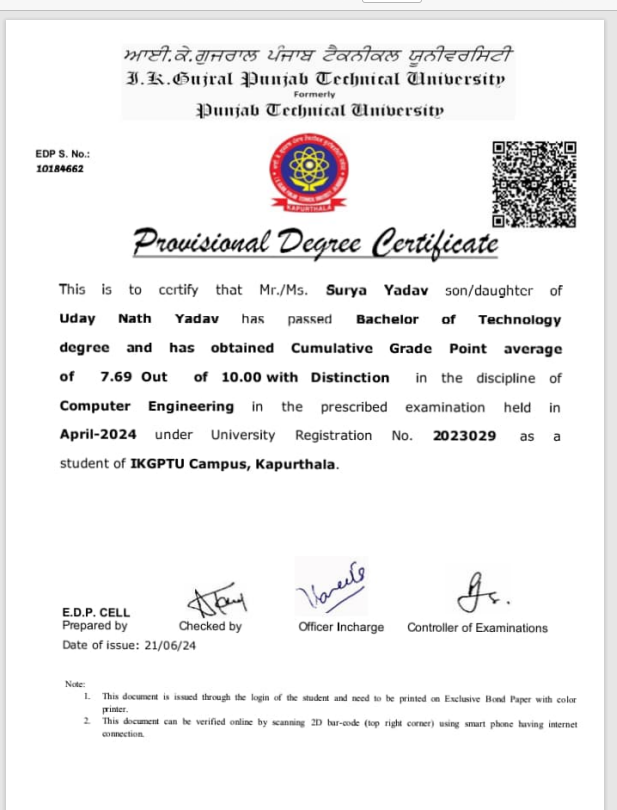 ਆਈ.ਕੇ.ਗੁਜਰਾਲ ਪੰਜਾਬ ਟੈਕਨੀਕਲ ਯੂਨੀਵਰਸਿਟੀ
I.K.Gujral Punjab Technical University
Formerly
Punjab Technical University
EDP S. No.:
10184662
KAPURTHALA
Provisional Degree Certificate
This is to certify that Mr./Ms. Surya Yadav son/daughter of
Uday Nath Yadav has passed Bachelor of Technology
degree and has obtained Cumulative Grade Point average
of 7.69 Out of 10.00 with Distinction in the discipline of
Computer Engineering in the prescribed examination held in
April-2024 under University Registration No. 2023029 as a
student of IKGPTU Campus, Kapurthala.
E.D.P. CELL
Prepared by Checked by Officer Incharge Controller of Examinations
Date of issue: 21/06/24
Note:
1. This document is issued through the login of the student and need to be printed on Exclusive Bond Paper with color
printer.
2. This document can be verified online by scanning 2D bar-code (top right corner) using smart phone having internet
connection.